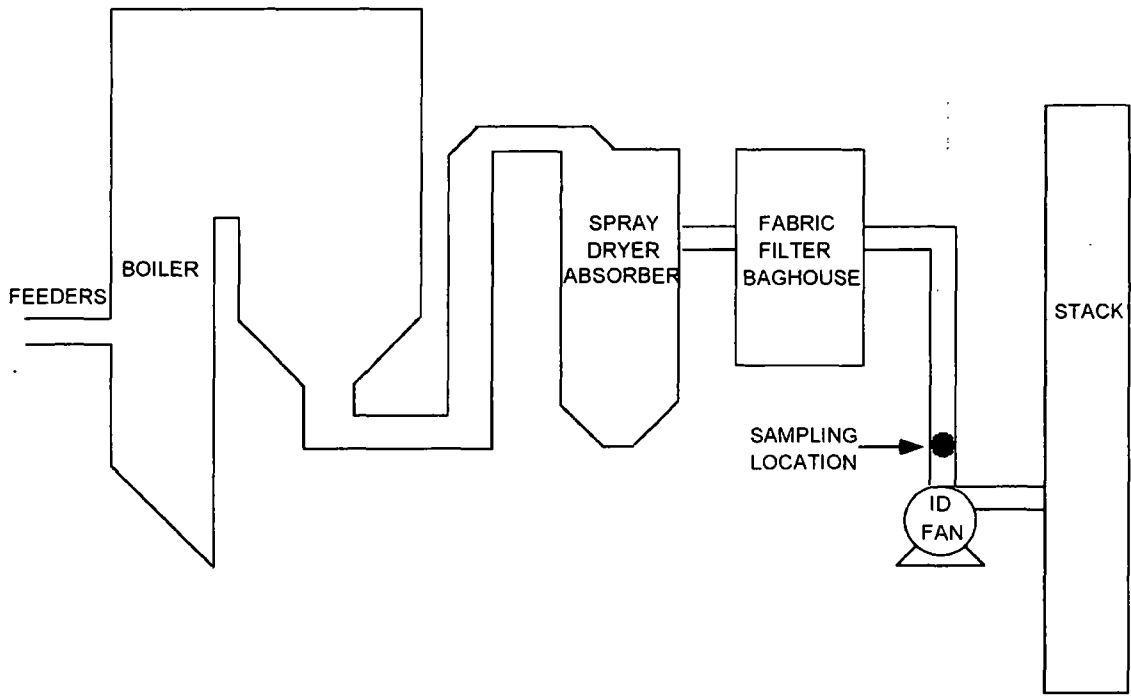 FEEDERS
BOILER
SPRAY
DRYER
ABSORBER
FABRIC
FILTER
BAGHOUSE
SAMPLING
LOCATION
ID
FAN
STACK